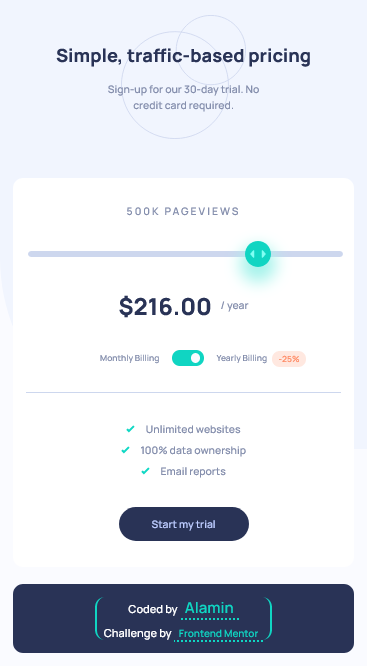 Simple, traffic-based pricing
Sign-up for our 30-day trial. No
credit card required.
500K PAGEVIEWS
$216.00 / year
Monthly Billing Yearly Billing -25%
Unlimited websites
100% data ownership
Email reports
Start my trial
Coded by Alamin
Challenge by Frontend Mentor